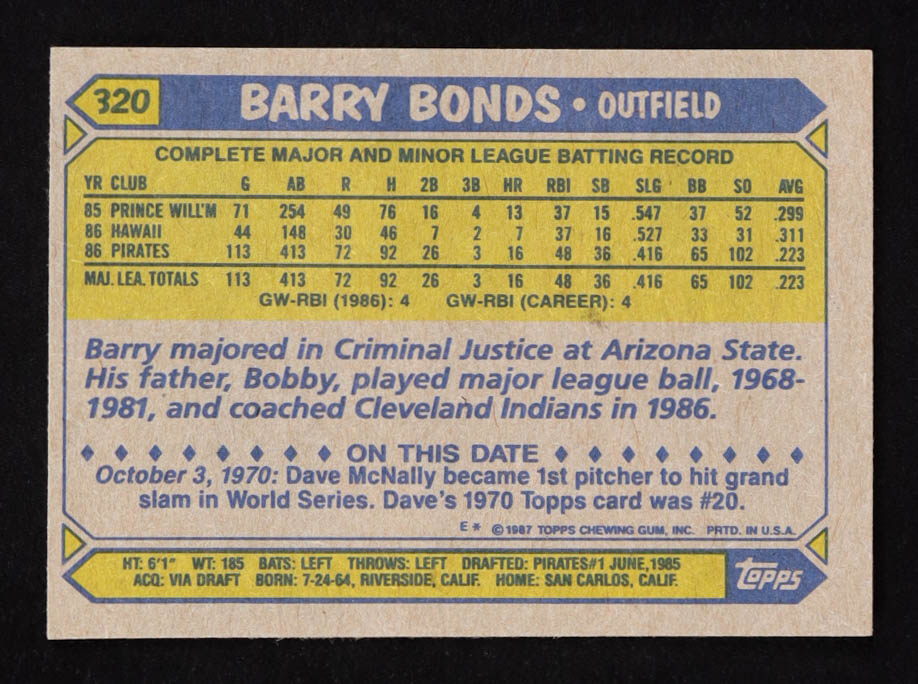 320 BARRY BONDS • OUTFIELD
COMPLETE MAJOR AND MINOR LEAGUE BATTING RECORD
YR CLUB G AB R H 2B 3B HR RBI SB SLG BB SO AVG
85 PRINCE WILL'M 71 254 49 76 16 4 13 37 15 .547 37 52 .299
86 HAWAII 44 148 30 46 7 2 7 37 16 .527 33 31 .311
86 PIRATES 113 413 72 92 26 3 16 48 36 .416 65 102 .223
MAJ. LEA. TOTALS 113 413 72 92 26 3 16 48 36 .416 65 102 .223
GW-RBI (1986): 4 GW-RBI (CAREER): 4
Barry majored in Criminal Justice at Arizona State.
His father, Bobby, played major league ball, 1968-
1981, and coached Cleveland Indians in 1986.
ON THIS DATE
October 3, 1970: Dave McNally became 1st pitcher to hit grand
slam in World Series. Dave's 1970 Topps card was #20.
E* ©1987 TOPPS CHEWING GUM, INC. PRTD. IN U.S.A.
HT: 6'1" WT: 185 BATS: LEFT THROWS: LEFT DRAFTED: PIRATES#1 JUNE,1985
ACQ: VIA DRAFT BORN: 7-24-64, RIVERSIDE, CALIF. HOME: SAN CARLOS, CALIF.
topps